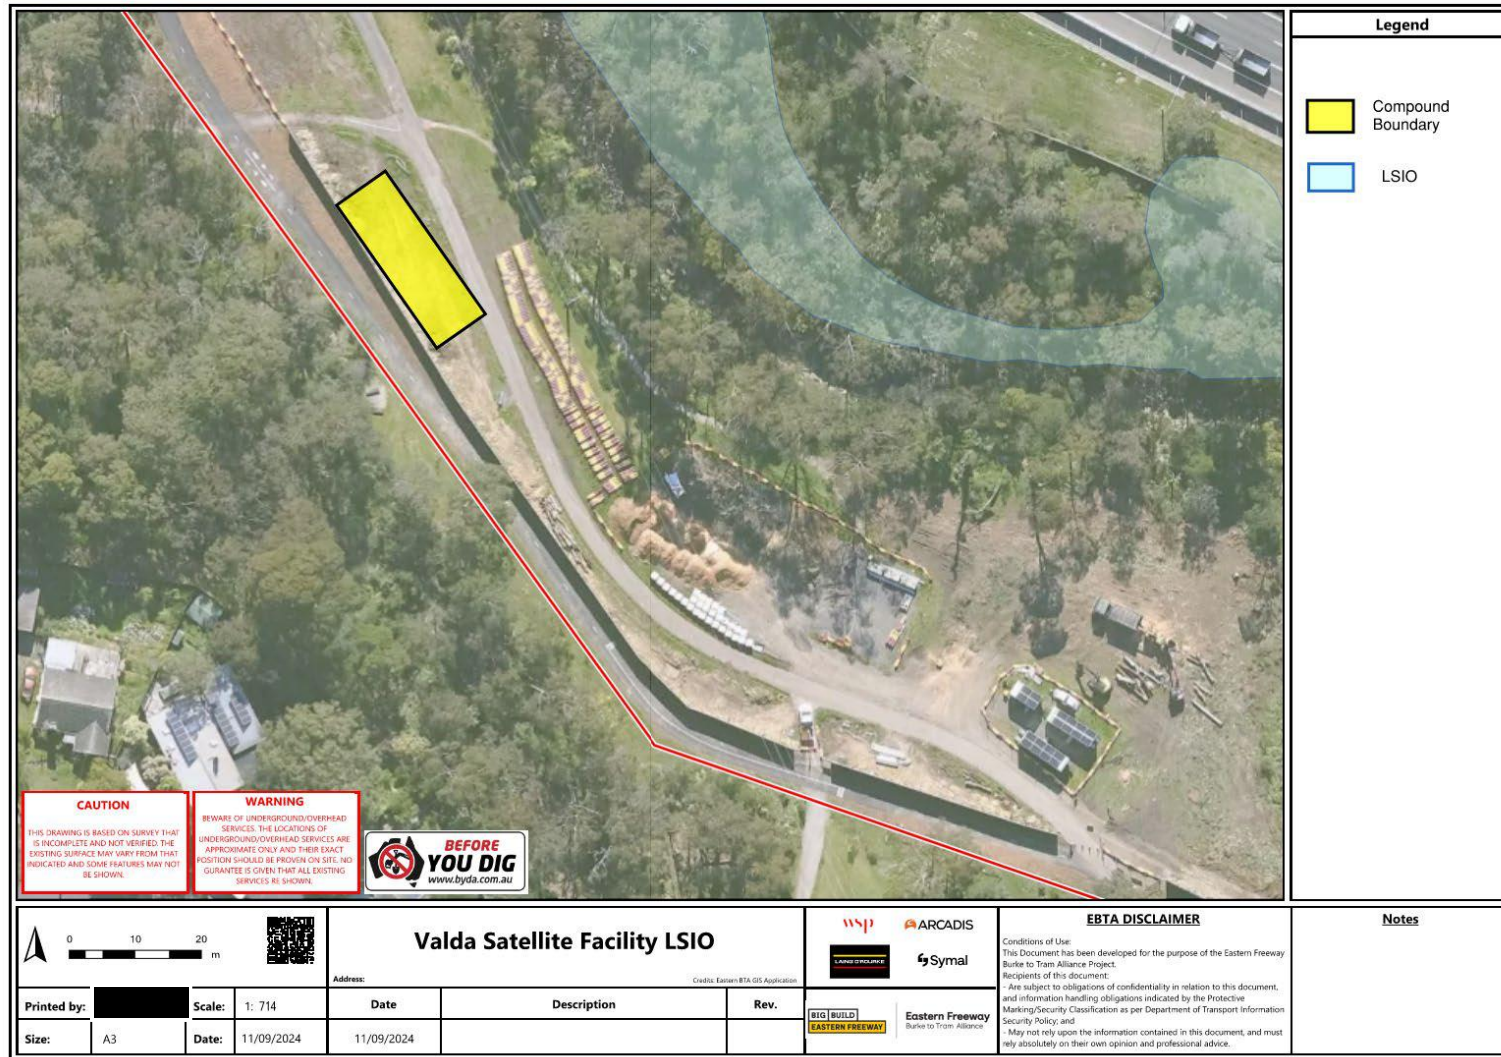 Legend
Compound
Boundary
LSIO
CAUTION
THIS DRAWING IS BASED ON SURVEY THAT
IS INCOMPLETE AND NOT VERIFIED. THE
EXISTING SURFACE MAY VARY FROM THAT
INDICATED AND SOME FEATURES MAY NOT
BE SHOWN.
WARNING
BEWARE OF UNDERGROUND/OVERHEAD
SERVICES. THE LOCATIONS OF
UNDERGROUND/OVERHEAD SERVICES ARE
APPROXIMATE ONLY AND THEIR EXACT
POSITION SHOULD BE PROVEN ON SITE. NO
GURANTEE IS GIVEN THAT ALL EXISTING
SERVICES RE SHOWN.
BEFORE
YOU DIG
www.byda.com.au
0 10 20 m
Valda Satellite Facility LSIO
Address:
Credits: Eastern BTA GIS Application
Printed by:
Scale: 1: 714
Size: A3
Date: 11/09/2024
Date Description Rev.
11/09/2024
wsp ARCADIS
LAING O'ROURKE Symal
BIG BUILD
EASTERN FREEWAY
Eastern Freeway
Burke to Tram Alliance
EBTA DISCLAIMER
Conditions of Use:
This Document has been developed for the purpose of the Eastern Freeway
Burke to Tram Alliance Project.
Recipients of this document:
- Are subject to obligations of confidentiality in relation to this document,
and information handling obligations indicated by the Protective
Marking/Security Classification as per Department of Transport Information
Security Policy; and
- May not rely upon the information contained in this document, and must
rely absolutely on their own opinion and professional advice.
Notes